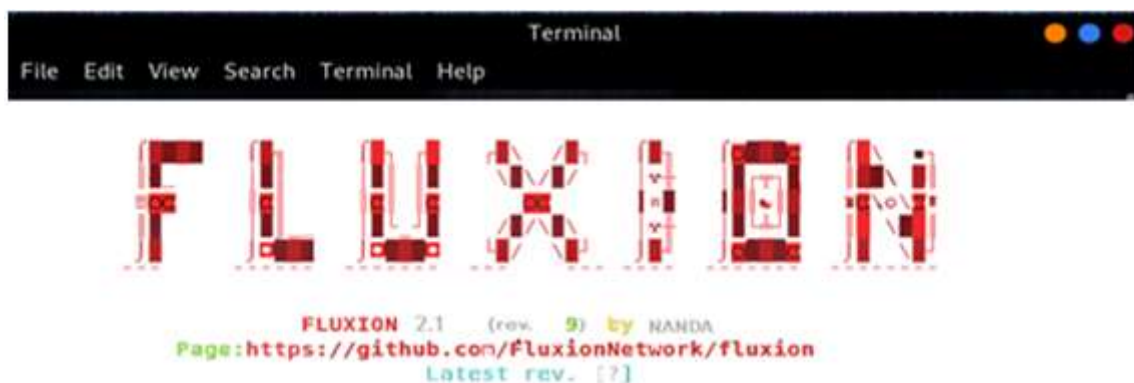 Terminal
File Edit View Search Terminal Help
FLUXION
FLUXION 2.1 (rev. 9) by NANDA
Page:https://github.com/FluxionNetwork/fluxion
Latest rev. [?]